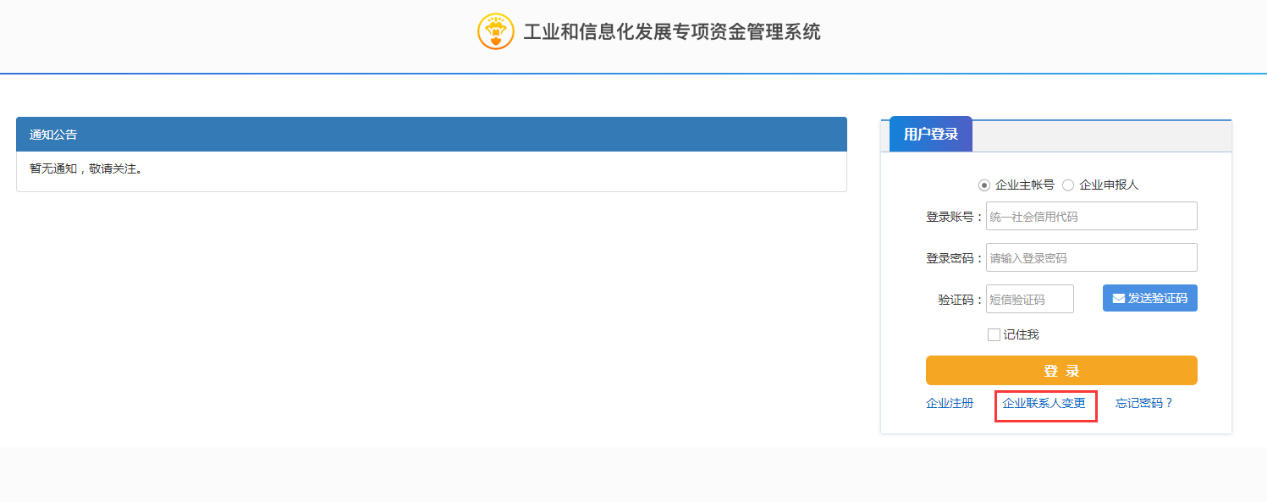 工业和信息化发展专项资金管理系统
通知公告
暂无通知，敬请关注。
用户登录
企业主帐号 企业申报人
登录账号： 统一社会信用代码
登录密码： 请输入登录密码
验证码： 短信验证码 发送验证码
记住我
登 录
企业注册 企业联系人变更 忘记密码？